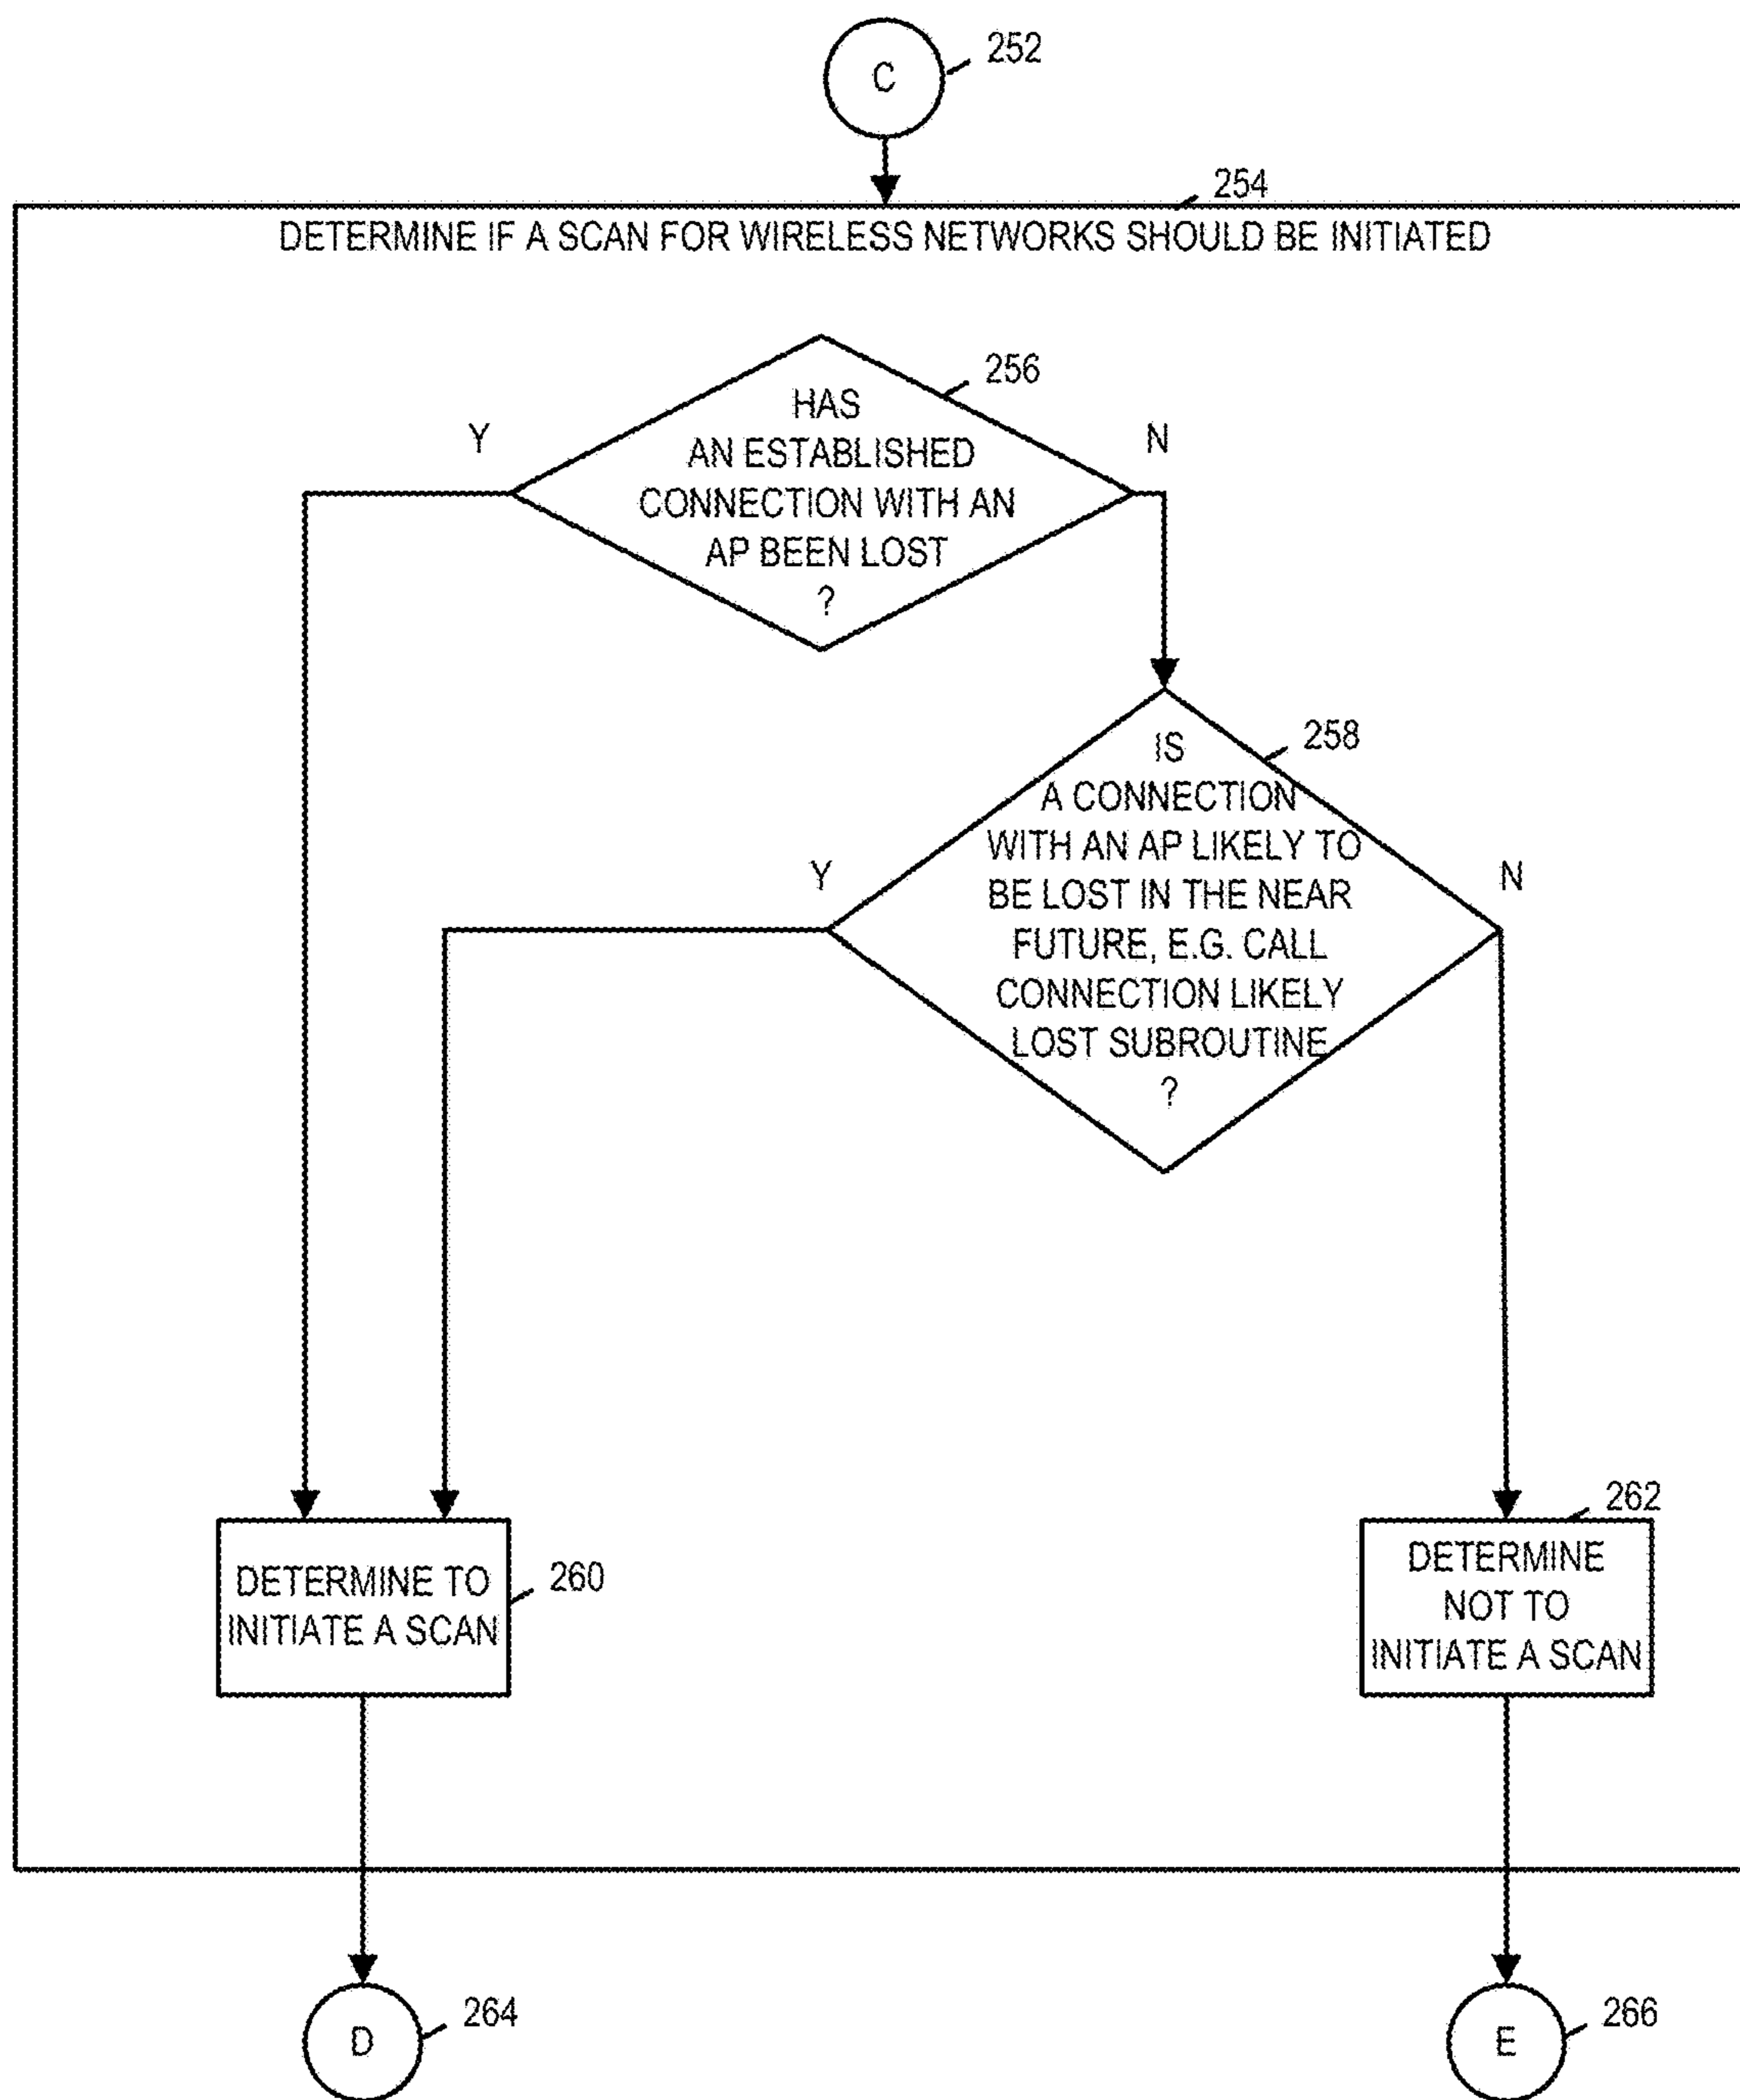 C
252
254
DETERMINE IF A SCAN FOR WIRELESS NETWORKS SHOULD BE INITIATED
256
Y
N
HAS
AN ESTABLISHED
CONNECTION WITH AN
AP BEEN LOST
?
258
Y
N
IS
A CONNECTION
WITH AN AP LIKELY TO
BE LOST IN THE NEAR
FUTURE, E.G. CALL
CONNECTION LIKELY
LOST SUBROUTINE
?
DETERMINE TO
INITIATE A SCAN
260
262
DETERMINE
NOT TO
INITIATE A SCAN
D
264
E
266